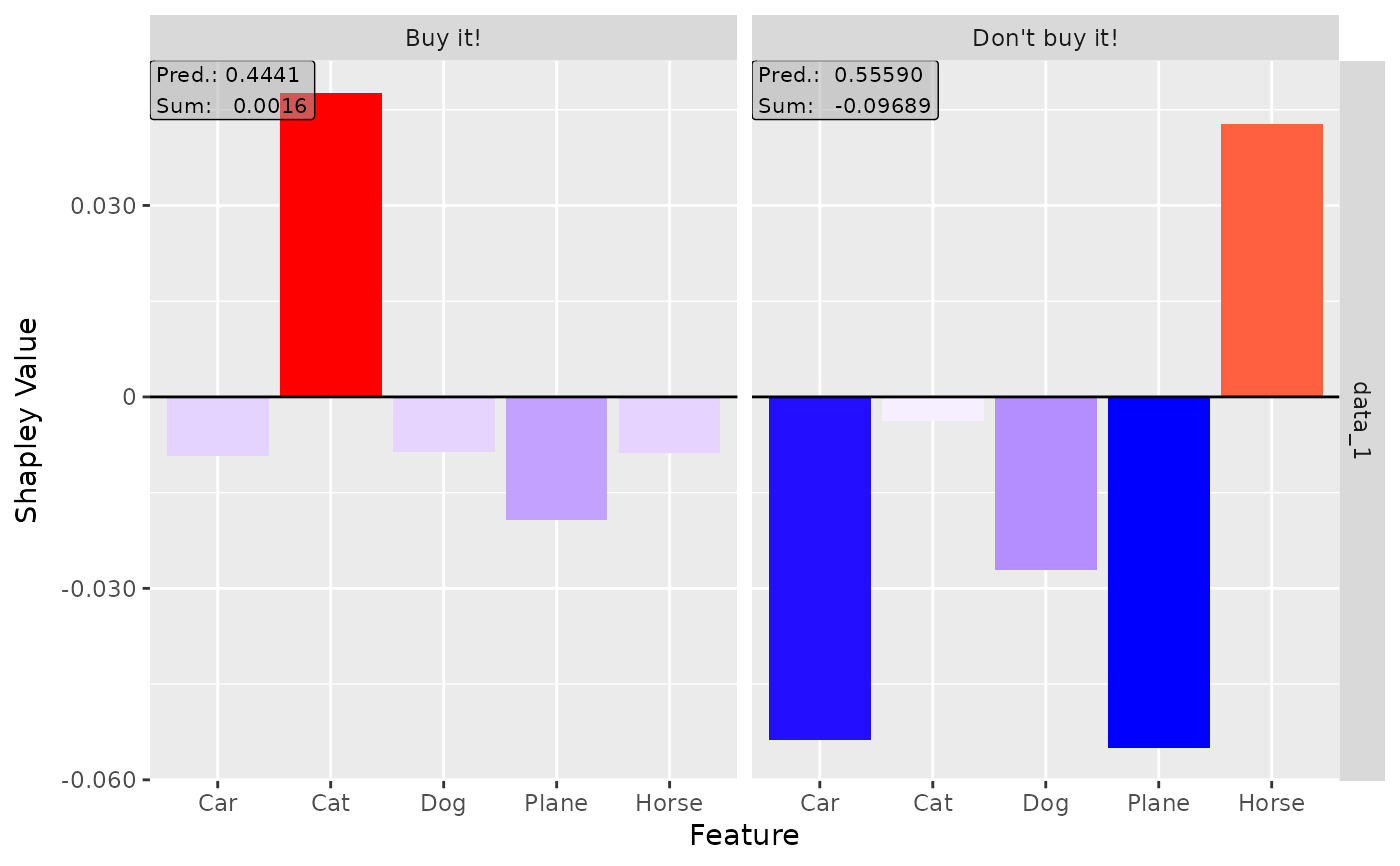 Buy it!
Don't buy it!
Pred.: 0.4441
Sum: 0.0016
Pred.: 0.55590
Sum: -0.09689
0.030
0
-0.030
-0.060
Shapley Value
data_1
Car Cat Dog Plane Horse
Car Cat Dog Plane Horse
Feature